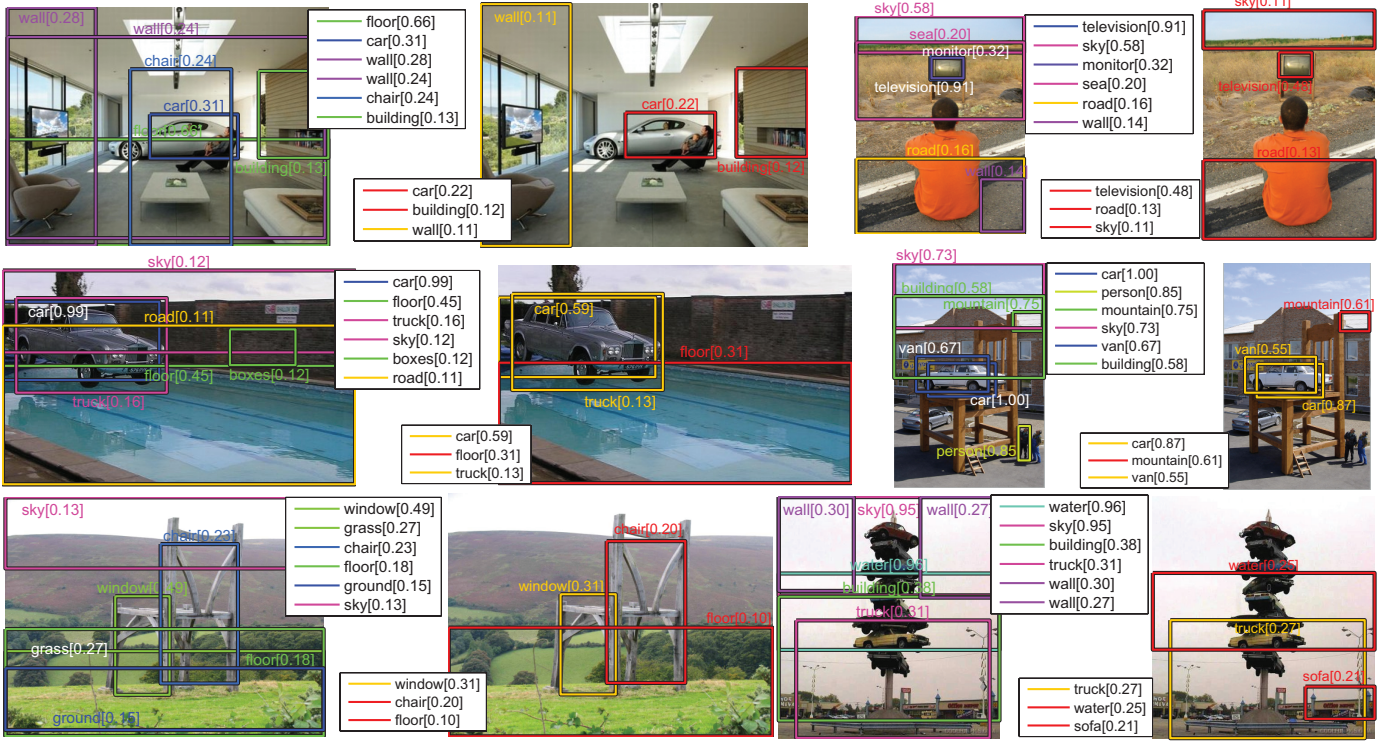 wall[0.28]
wall[0.24]
chair[0.24]
car[0.31]
floor[0.66]
building[0.13]
floor[0.66]
car[0.31]
wall[0.28]
wall[0.24]
chair[0.24]
building[0.13]
wall[0.11]
car[0.22]
building[0.12]
car[0.22]
building[0.12]
wall[0.11]
sky[0.58]
sea[0.20]
monitor[0.32]
television[0.91]
road[0.16]
wall[0.14]
television[0.91]
sky[0.58]
monitor[0.32]
sea[0.20]
road[0.16]
wall[0.14]
sky[0.11]
television[0.48]
road[0.13]
television[0.48]
road[0.13]
sky[0.11]
sky[0.12]
car[0.99]
road[0.11]
floor[0.45]
boxes[0.12]
truck[0.16]
car[0.99]
floor[0.45]
truck[0.16]
sky[0.12]
boxes[0.12]
road[0.11]
car[0.59]
floor[0.31]
truck[0.13]
car[0.59]
floor[0.31]
truck[0.13]
sky[0.73]
building[0.58]
mountain[0.75]
van[0.67]
car[1.00]
person[0.85]
car[1.00]
person[0.85]
mountain[0.75]
sky[0.73]
van[0.67]
building[0.58]
mountain[0.61]
van[0.55]
car[0.87]
car[0.87]
mountain[0.61]
van[0.55]
sky[0.13]
chair[0.23]
window[0.49]
grass[0.27]
floor[0.18]
ground[0.15]
window[0.49]
grass[0.27]
chair[0.23]
floor[0.18]
ground[0.15]
sky[0.13]
chair[0.20]
window[0.31]
floor[0.10]
window[0.31]
chair[0.20]
floor[0.10]
wall[0.30]
sky[0.95]
wall[0.27]
water[0.96]
building[0.38]
truck[0.31]
water[0.96]
sky[0.95]
building[0.38]
truck[0.31]
wall[0.30]
wall[0.27]
water[0.25]
truck[0.27]
sofa[0.21]
truck[0.27]
water[0.25]
sofa[0.21]